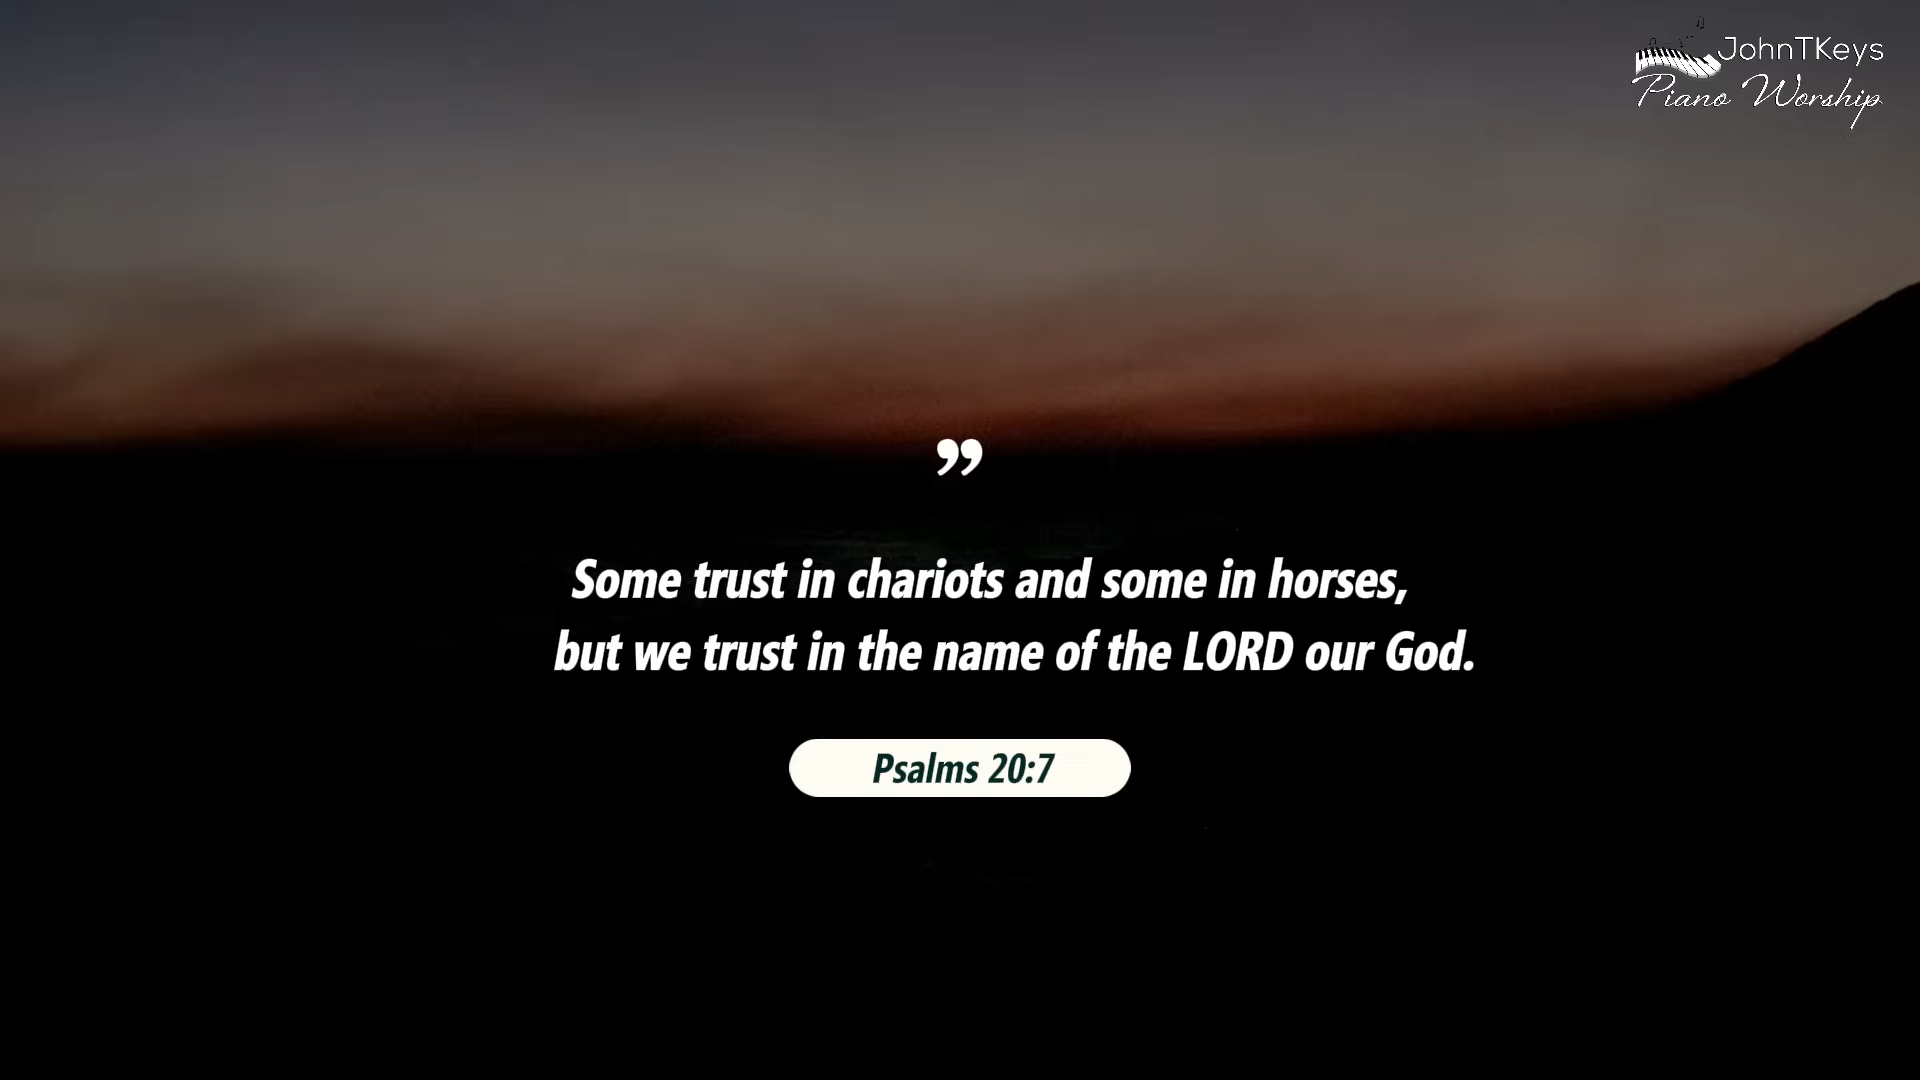 JohnTKeys
Piano Worship
”
Some trust in chariots and some in horses,
but we trust in the name of the LORD our God.
Psalms 20:7